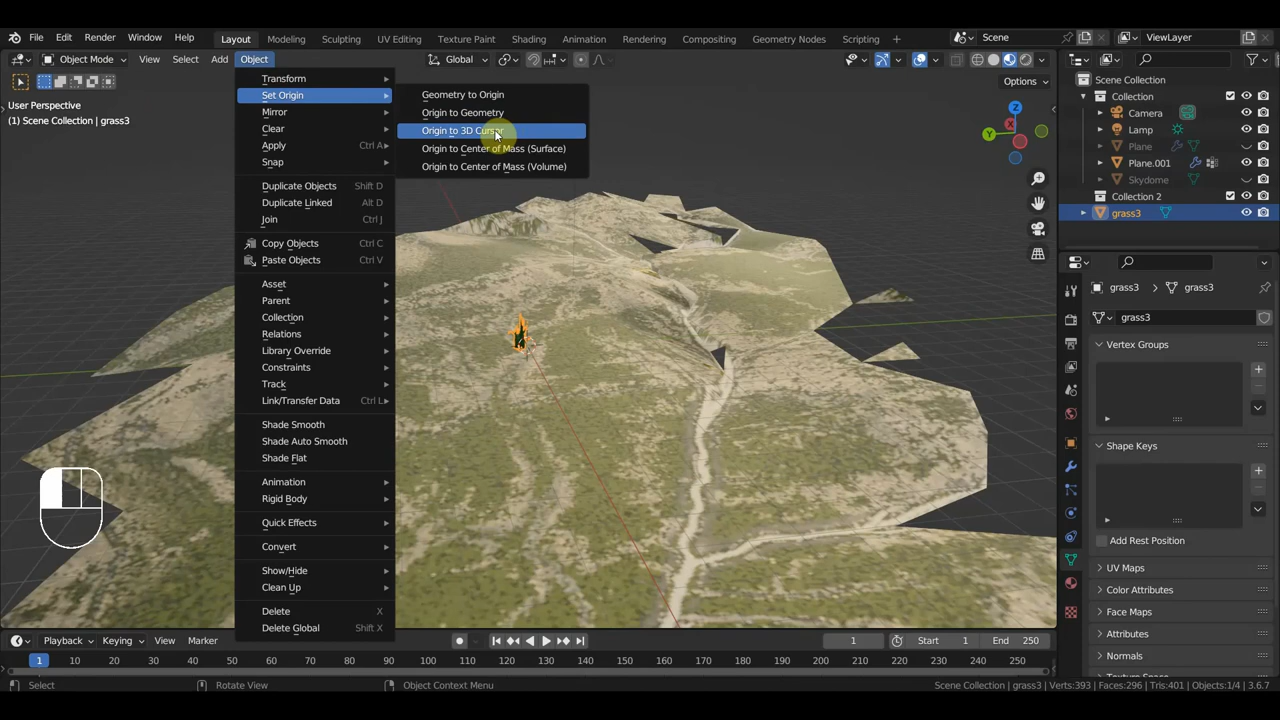 File Edit Render Window Help Layout Modeling Sculpting UV Editing Texture Paint Shading Animation Rendering Compositing Geometry Nodes Scripting + Scene ViewLayer
Object Mode View Select Add Object Global
Options
User Perspective
(1) Scene Collection | grass3
Transform
Set Origin
Mirror
Clear
Apply Ctrl A
Snap
Duplicate Objects Shift D
Duplicate Linked Alt D
Join Ctrl J
Copy Objects Ctrl C
Paste Objects Ctrl V
Asset
Parent
Collection
Relations
Library Override
Constraints
Track
Link/Transfer Data Ctrl L
Shade Smooth
Shade Auto Smooth
Shade Flat
Animation
Rigid Body
Quick Effects
Convert
Show/Hide
Clean Up
Delete X
Delete Global Shift X
Geometry to Origin
Origin to Geometry
Origin to 3D Cursor
Origin to Center of Mass (Surface)
Origin to Center of Mass (Volume)
Z
X
Y
Scene Collection
Collection
Camera
Lamp
Plane
Plane.001
Skydome
Collection 2
grass3
grass3 > grass3
grass3
Vertex Groups
Shape Keys
Add Rest Position
UV Maps
Color Attributes
Face Maps
Attributes
Normals
Texture Space
Playback Keying View Marker 1 Start 1 End 250
1 10 20 30 40 50 60 70 80 90 100 110 120 130 140 150 160 170 180 190 200 210 220 230 240 250
Select Rotate View Object Context Menu Scene Collection | grass3 | Verts:393 | Faces:296 | Tris:401 | Objects:1/4 | 3.6.7